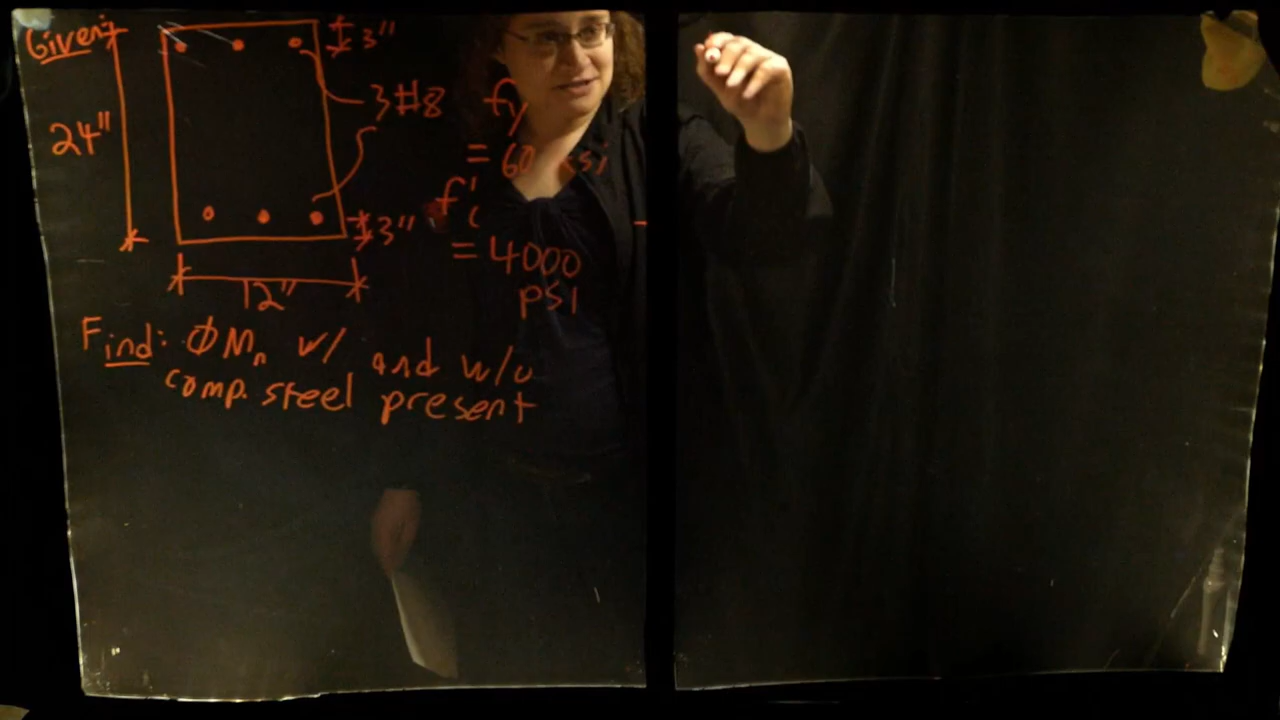 Given:
3"
24"
3#8
fy
= 60 ksi
f'c
3"
= 4000
psi
12"
Find: ϕMn w/ and w/o
comp. steel present